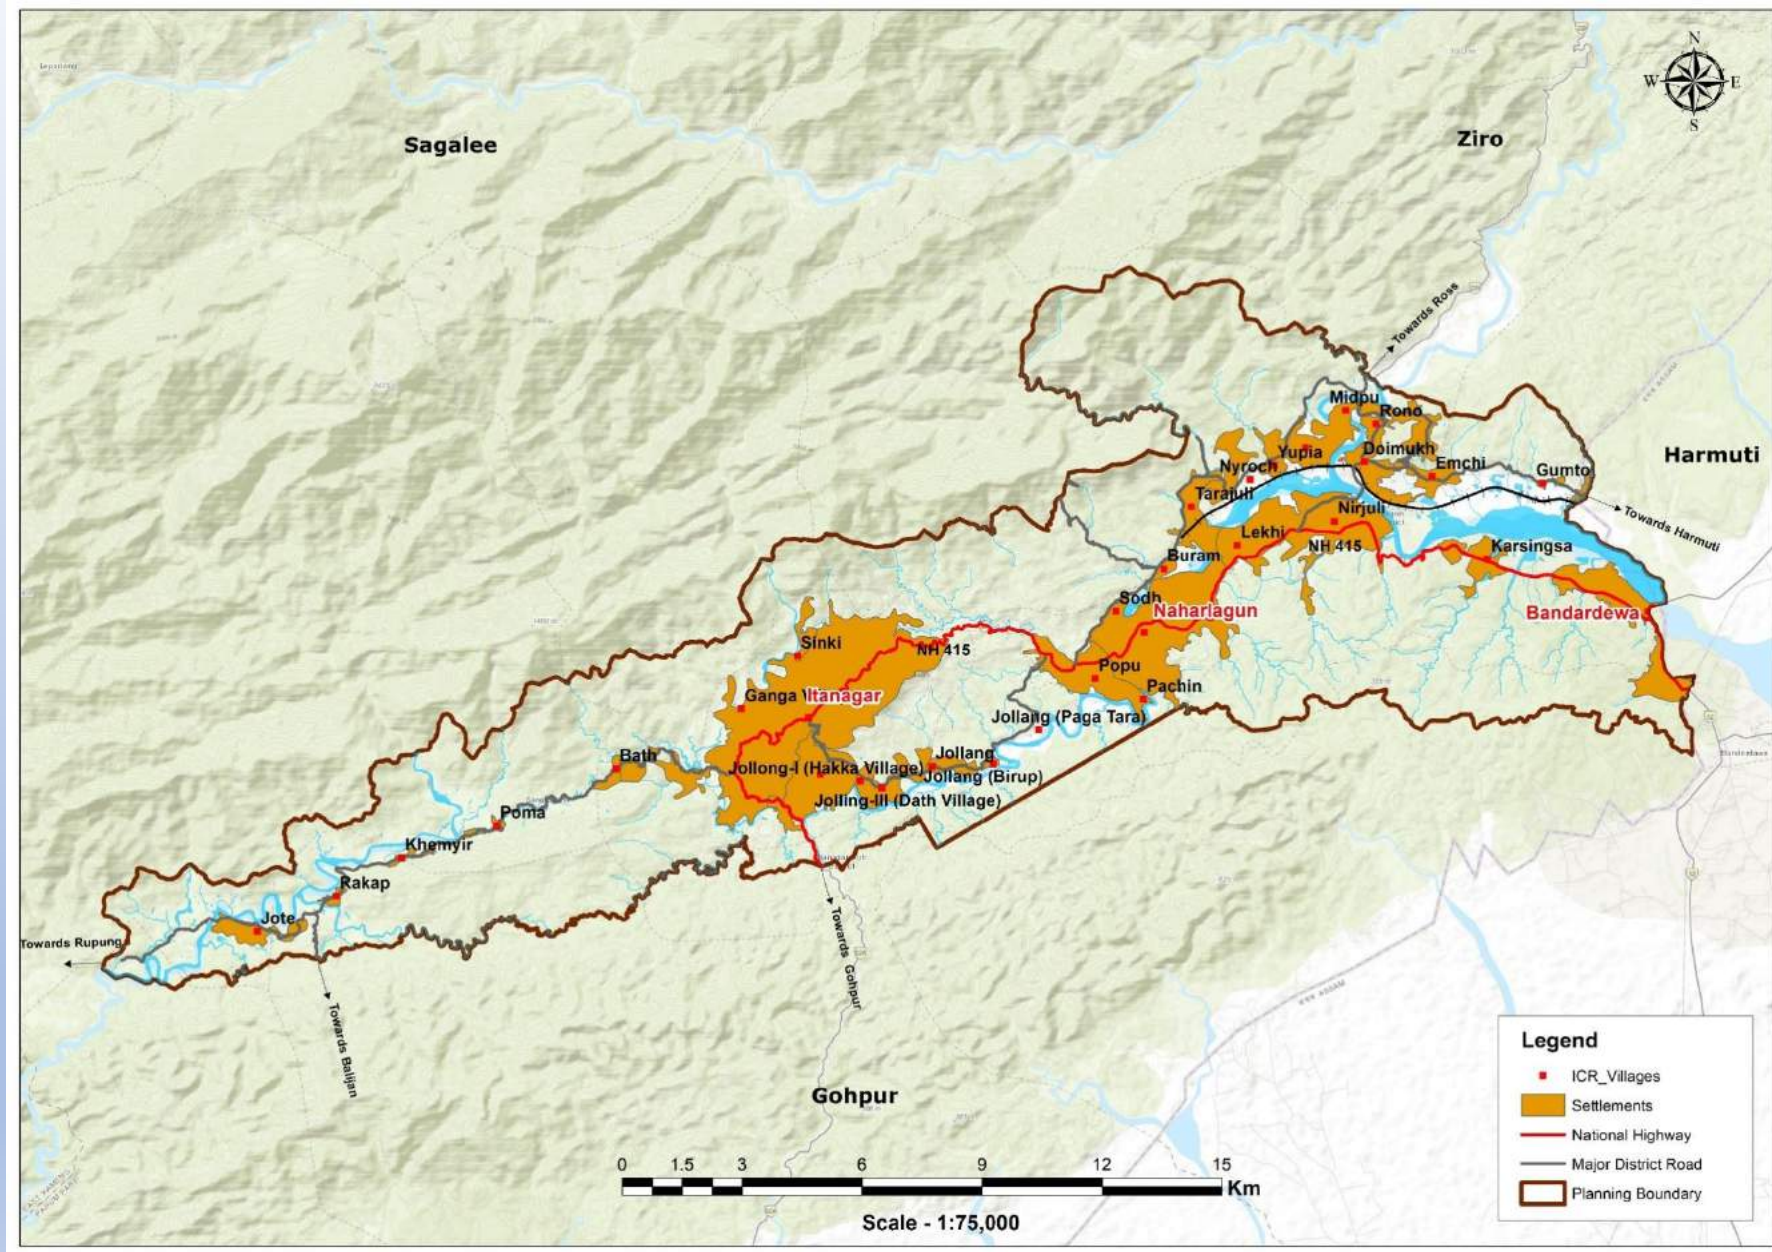 N
W
E
S
Sagalee
Ziro
Towards Ross
Midpu
Rono
Yupia
Doimukh
Emchi
Gumto
Harmuti
Nyroch
Tarajuli
Nirjuli
Towards Harmuti
Lekhi
NH 415
Karsingsa
Buram
Sodh
Naharlagun
Bandardewa
Sinki
NH 415
Popu
Pachin
Ganga V
Itanagar
Jollang (Paga Tara)
Bath
Jollong-I (Hakka Village)
Jollang
Jollang (Birup)
Jolling-III (Dath Village)
Poma
Khemyir
Rakap
Jote
Towards Rupung
Towards Gohpur
Towards Balijan
Gohpur
Legend
ICR_Villages
Settlements
National Highway
Major District Road
Planning Boundary
0 1.5 3 6 9 12 15
Km
Scale - 1:75,000